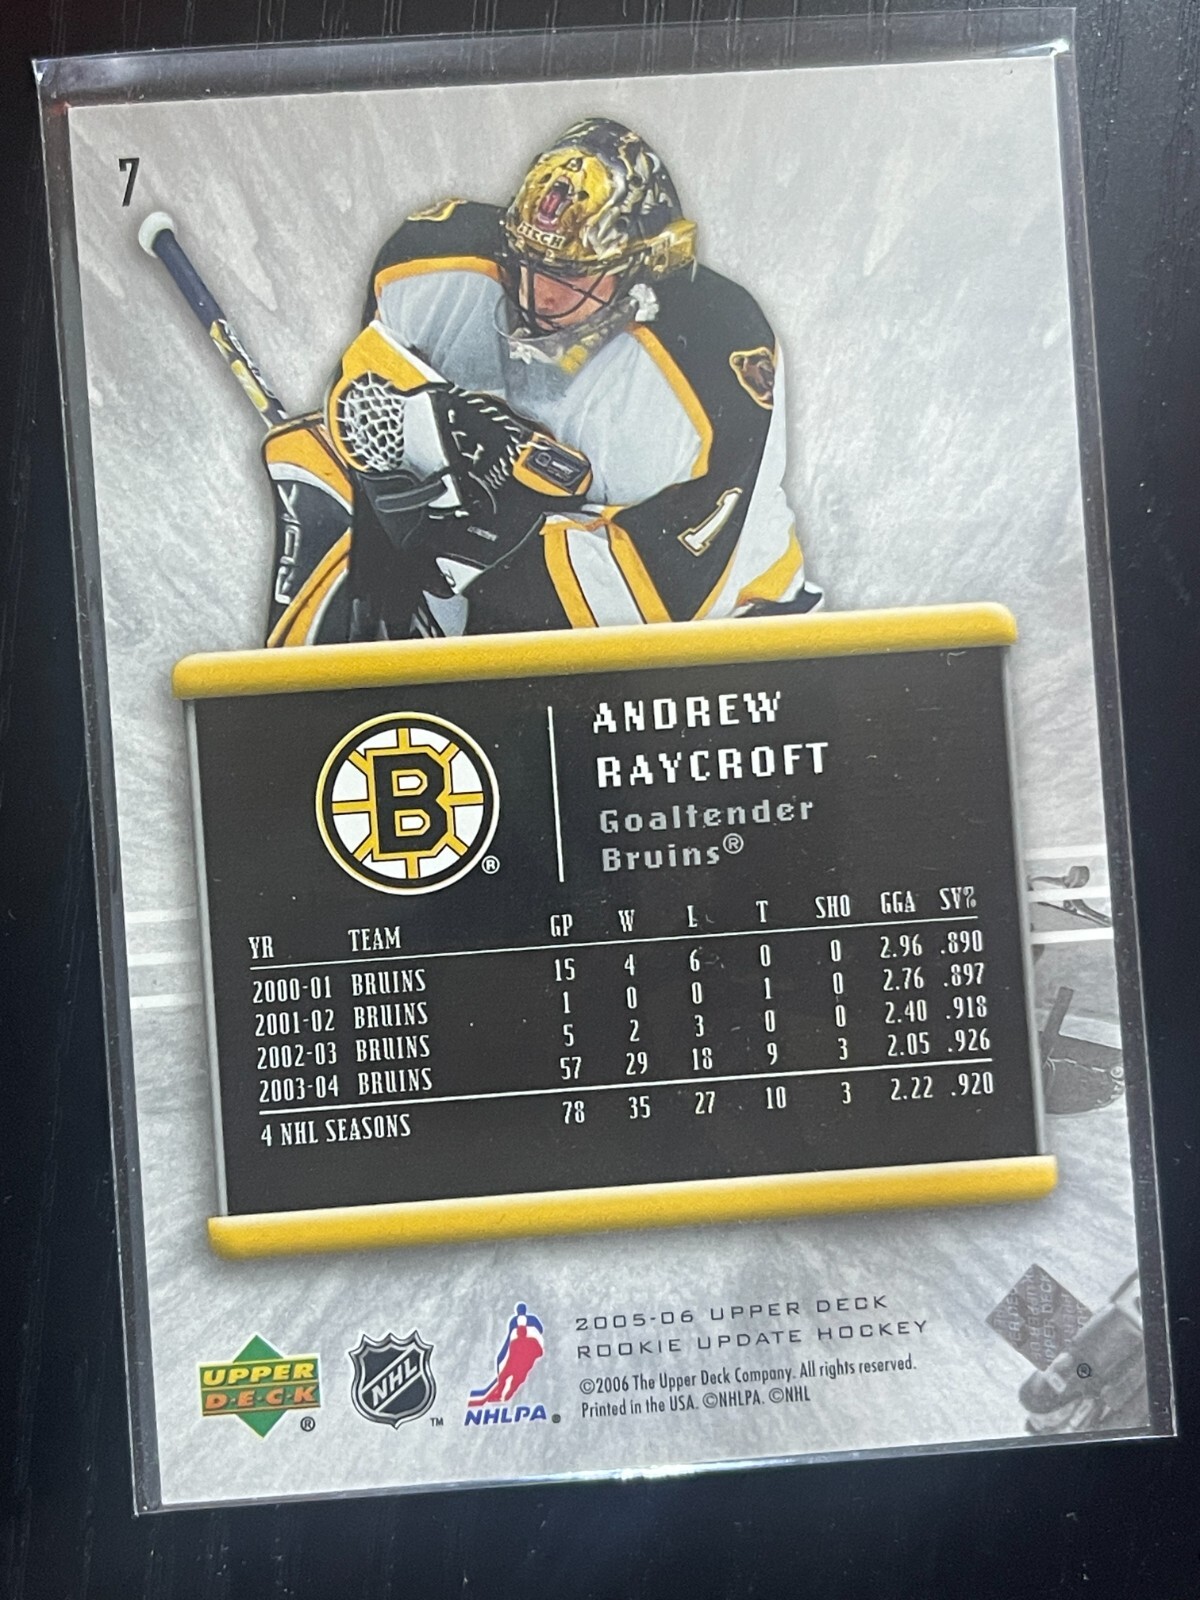 7
ITECH
1
ANDREW
RAYCROFT
Goaltender
Bruins®
B
®
YR TEAM GP W L T SHO GGA SV%
2000-01 BRUINS 15 4 6 0 0 2.96 .890
2001-02 BRUINS 1 0 0 1 0 2.76 .897
2002-03 BRUINS 5 2 3 0 0 2.40 .918
2003-04 BRUINS 57 29 18 9 3 2.05 .926
4 NHL SEASONS 78 35 27 10 3 2.22 .920
UPPER
D·E·C·K
®
NHL
TM
NHLPA
®
2005-06 UPPER DECK
ROOKIE UPDATE HOCKEY
©2006 The Upper Deck Company. All rights reserved.
Printed in the USA. ©NHLPA. ©NHL
®